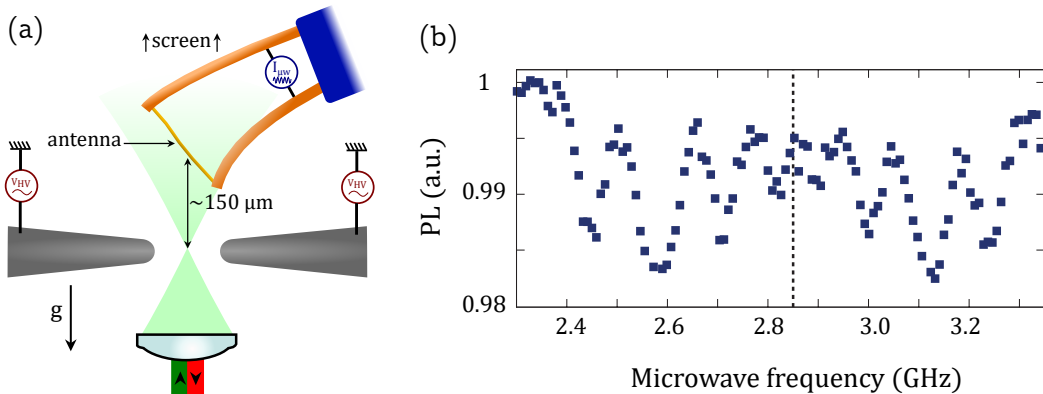 (a)
↑screen↑
Iμw
antenna
VHV
VHV
~150 μm
g
(b)
PL (a.u.)
1
0.99
0.98
2.4 2.6 2.8 3.0 3.2
Microwave frequency (GHz)